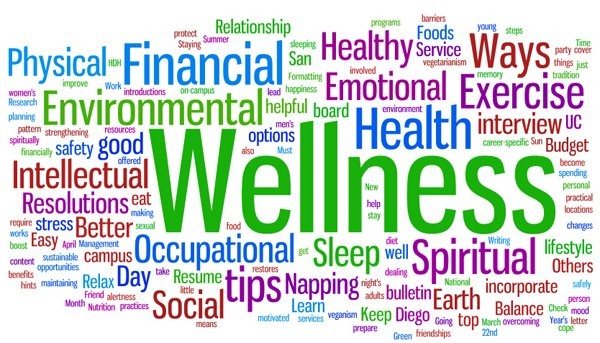 Relationship
programs
barriers
young
steps
protect
Staying
Summer
Foods
Service
Time
party
cover
Physical
HDH
Financial
sleeping
San
Healthy
vegetarianism
Ways
things
just
tradition
improve
Work
introductions
on campus
lead
Formatting
happiness
involved
Emotional
memory
Exercise
women's
Research
planning
Environmental
helpful
board
environment
pattern
strengthening
resources
men's
options
Health
interview
UC
spiritually
financially
safety
good
offered
also
Must
career-specific
Sun
Budget
become
spending
Intellectual
Wellness
New
help
stay
personal
practical
locations
Resolutions
eat
making
require
stress
Better
sexual
food
changes
works
boost
Easy
April
Management
Occupational
get
Sleep
diet
well
Writing
Spiritual
lifestyle
content
sustainable
opportunities
campus
dealing
Others
benefits
hints
maintaining
Relax
Day
take
Resume
restores
tips
Napping
night's
adults
bulletin
National
Earth
incorporate
safely
Friend
alertness
little
Social
motivated
Learn
services
veganism
Keep
Diego
Going
top
March
22nd
Balance
Check
Year's
person
mood
letter
Month
Nutrition
practices
means
prepare
Green
friendships
overcoming
party
cope